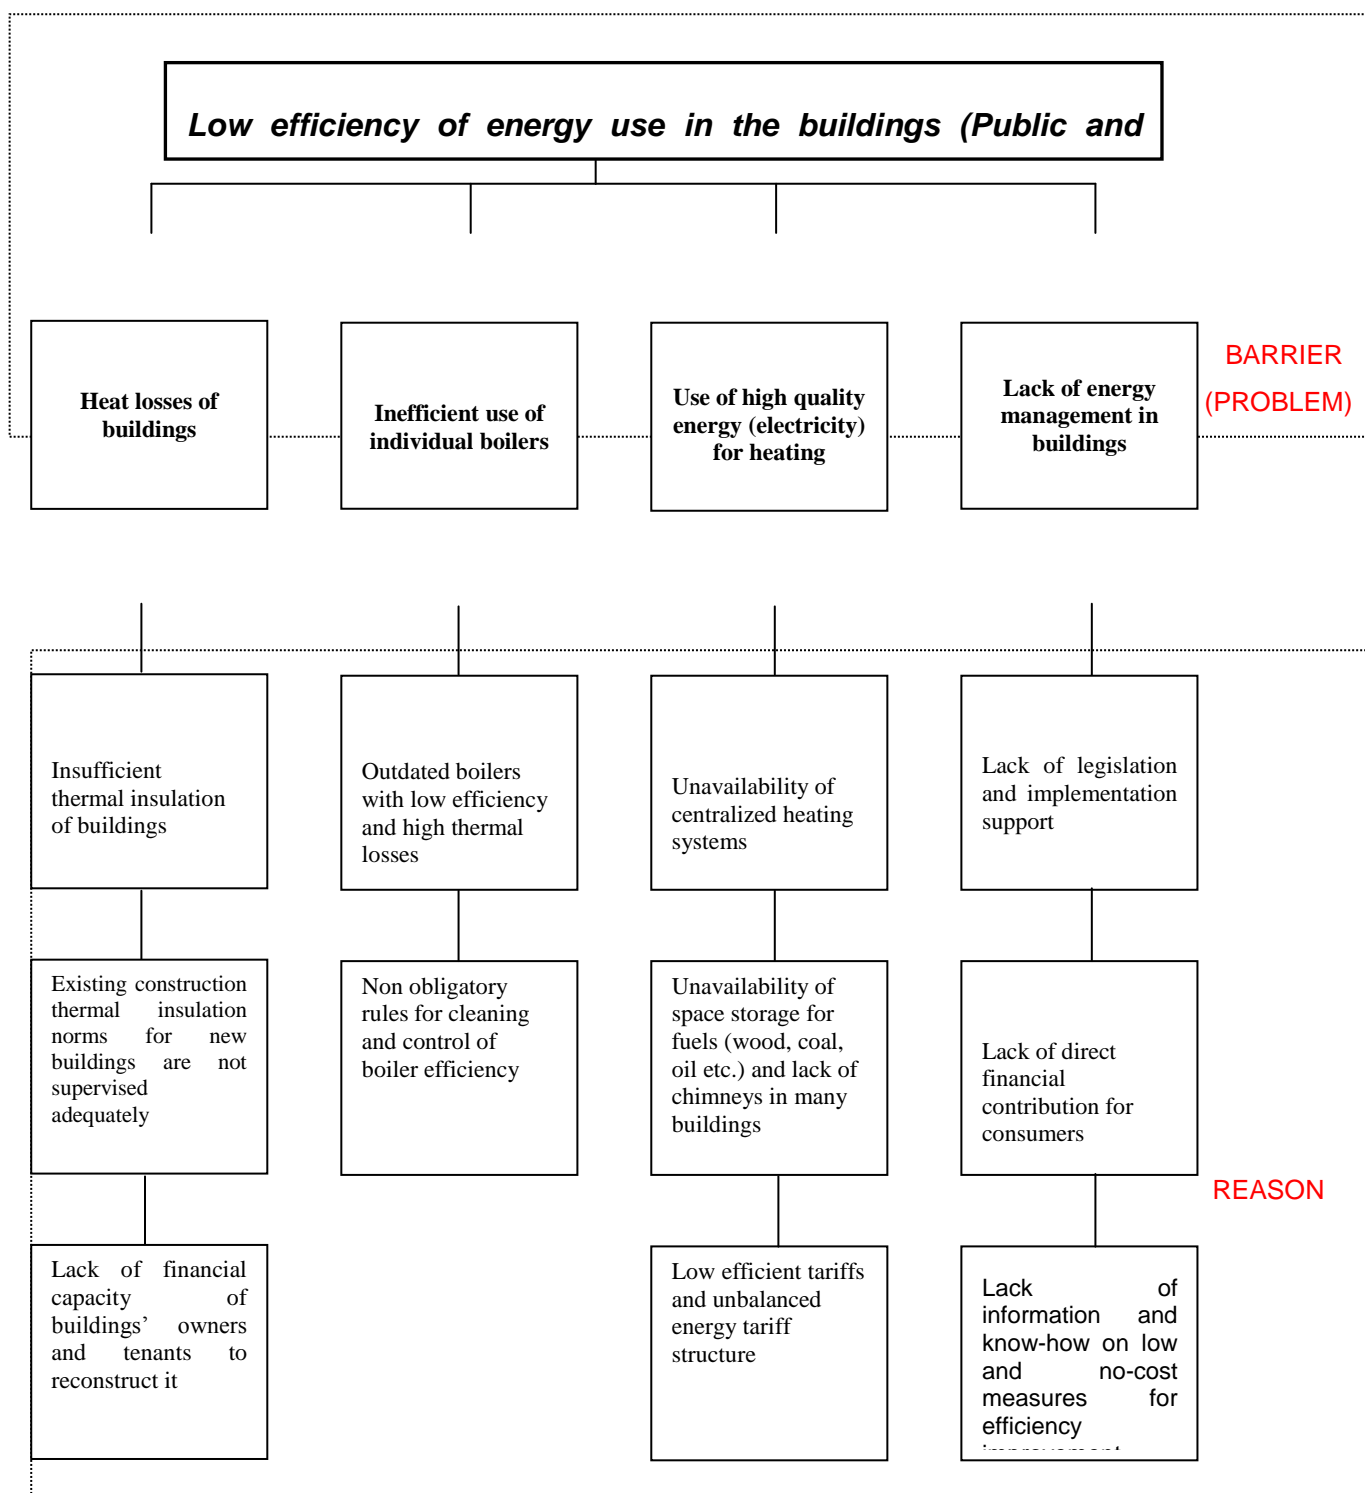 Low efficiency of energy use in the buildings (Public and
Heat losses of
buildings
Inefficient use of
individual boilers
Use of high quality
energy (electricity)
for heating
Lack of energy
management in
buildings
BARRIER
(PROBLEM)
Insufficient
thermal insulation
of buildings
Outdated boilers
with low efficiency
and high thermal
losses
Unavailability of
centralized heating
systems
Lack of legislation
and implementation
support
Existing construction
thermal insulation
norms for new
buildings are not
supervised
adequately
Non obligatory
rules for cleaning
and control of
boiler efficiency
Unavailability of
space storage for
fuels (wood, coal,
oil etc.) and lack of
chimneys in many
buildings
Lack of direct
financial
contribution for
consumers
REASON
Lack of financial
capacity of
buildings’ owners
and tenants to
reconstruct it
Low efficient tariffs
and unbalanced
energy tariff
structure
Lack of
information and
know-how on low
and no-cost
measures for
efficiency